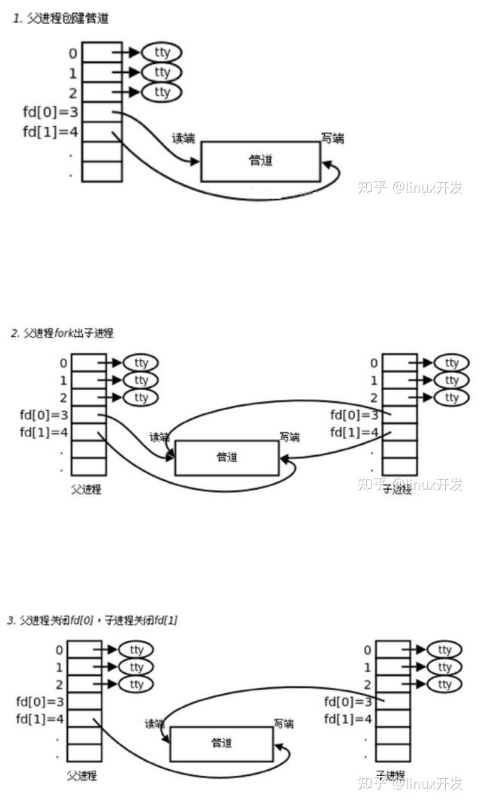 1. 父进程创建管道
0
tty
1
tty
2
tty
fd[0]=3
fd[1]=4
读端
写端
管道
.
.
知乎 @linux开发
2. 父进程fork出子进程
0
tty
0
tty
1
tty
1
tty
2
tty
2
tty
fd[0]=3
fd[0]=3
fd[1]=4
读端
写端
fd[1]=4
管道
.
.
.
.
父进程
子进程
知乎 @linux开发
3. 父进程关闭fd[0]，子进程关闭fd[1]
0
tty
0
tty
1
tty
1
tty
2
tty
2
tty
fd[0]=3
fd[0]=3
fd[1]=4
读端
写端
fd[1]=4
管道
.
.
.
.
父进程
子进程
知乎 @linux开发